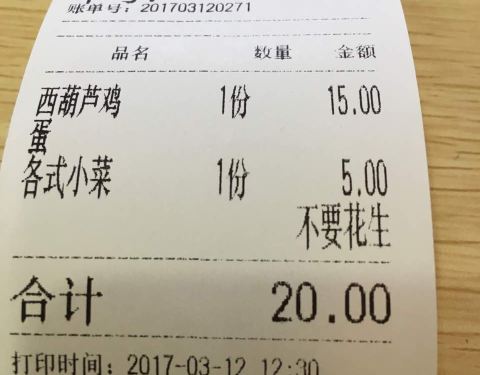 账单号: 201703120271
品名 数量 金额
西葫芦鸡 1份 15.00
蛋
各式小菜 1份 5.00
不要花生
合计 20.00
打印时间: 2017-03-12 12:30